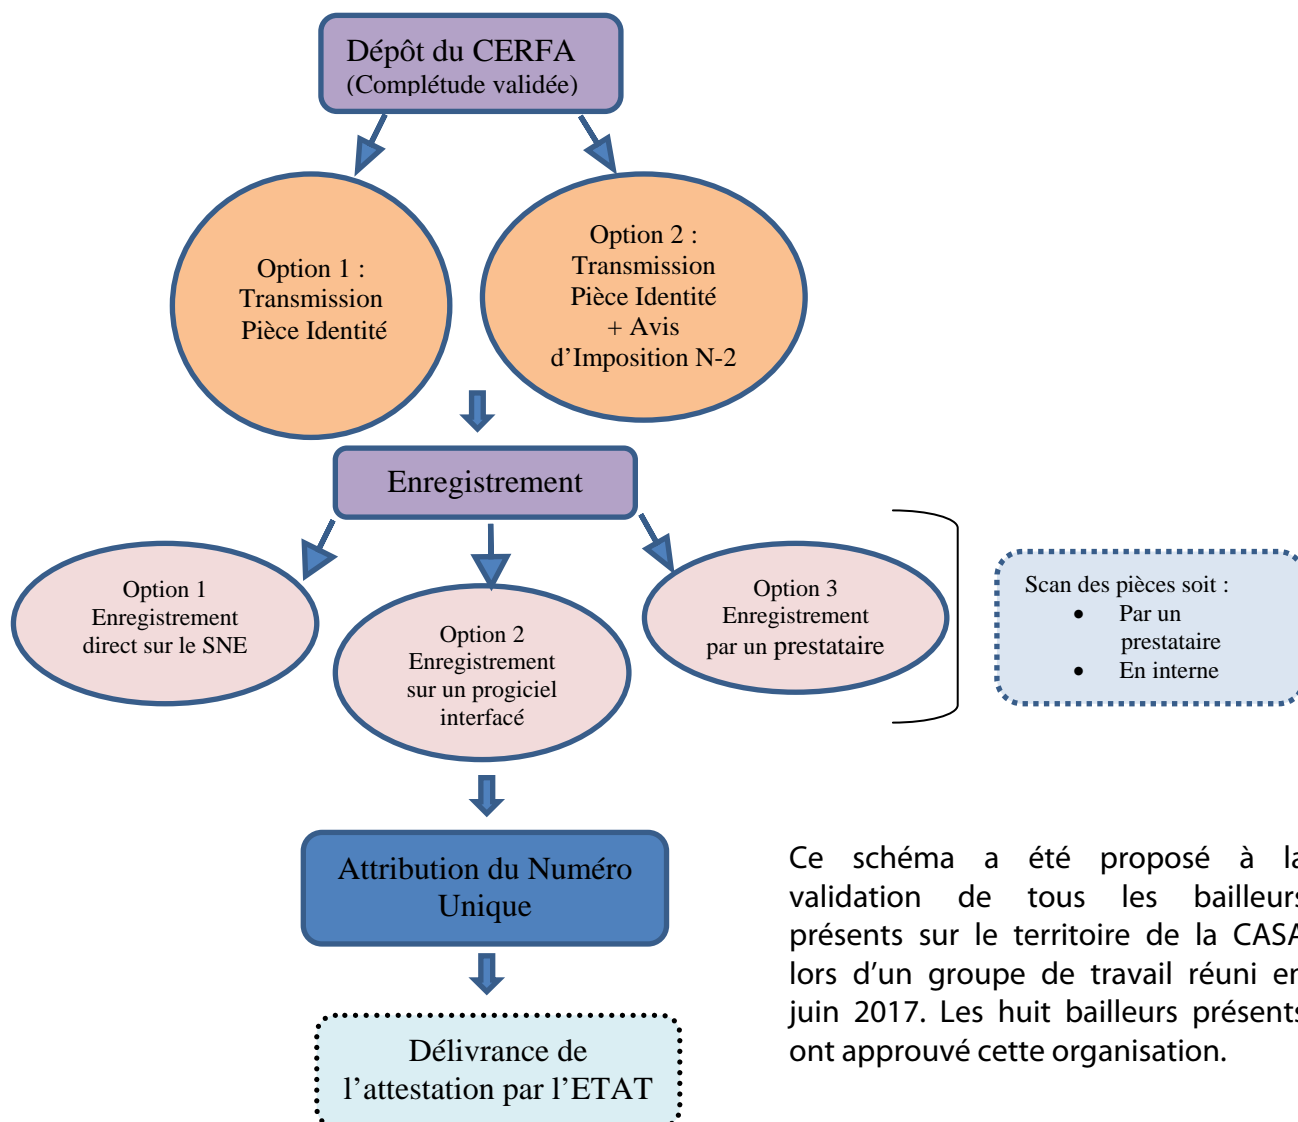 Dépôt du CERFA
(Complétude validée)
Option 1 :
Transmission
Pièce Identité
Option 2 :
Transmission
Pièce Identité
+ Avis
d’Imposition N-2
Enregistrement
Option 1
Enregistrement
direct sur le SNE
Option 2
Enregistrement
sur un progiciel
interfacé
Option 3
Enregistrement
par un prestataire
Scan des pièces soit :
• Par un
prestataire
• En interne
Attribution du Numéro
Unique
Délivrance de
l’attestation par l’ETAT
Ce schéma a été proposé à la
validation de tous les bailleurs
présents sur le territoire de la CASA
lors d’un groupe de travail réuni en
juin 2017. Les huit bailleurs présents
ont approuvé cette organisation.